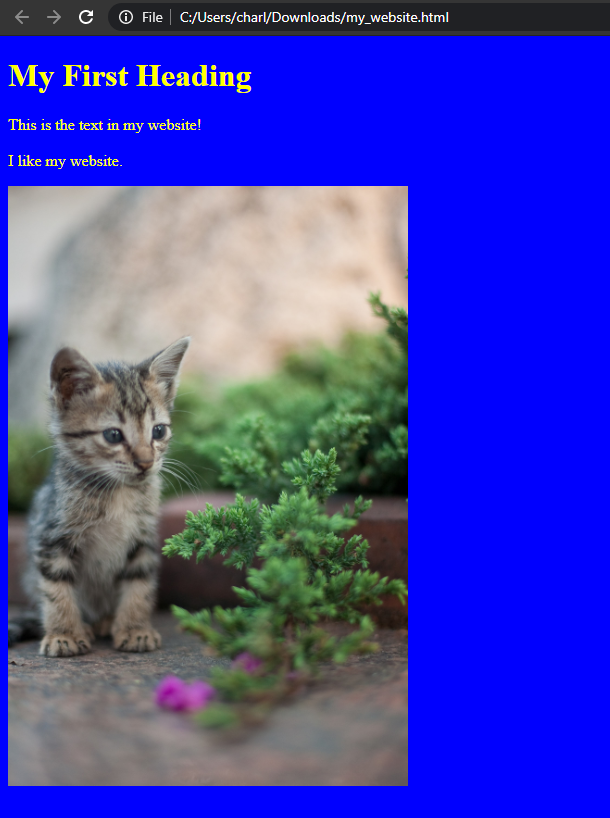 File C:/Users/charl/Downloads/my_website.html
My First Heading
This is the text in my website!
I like my website.